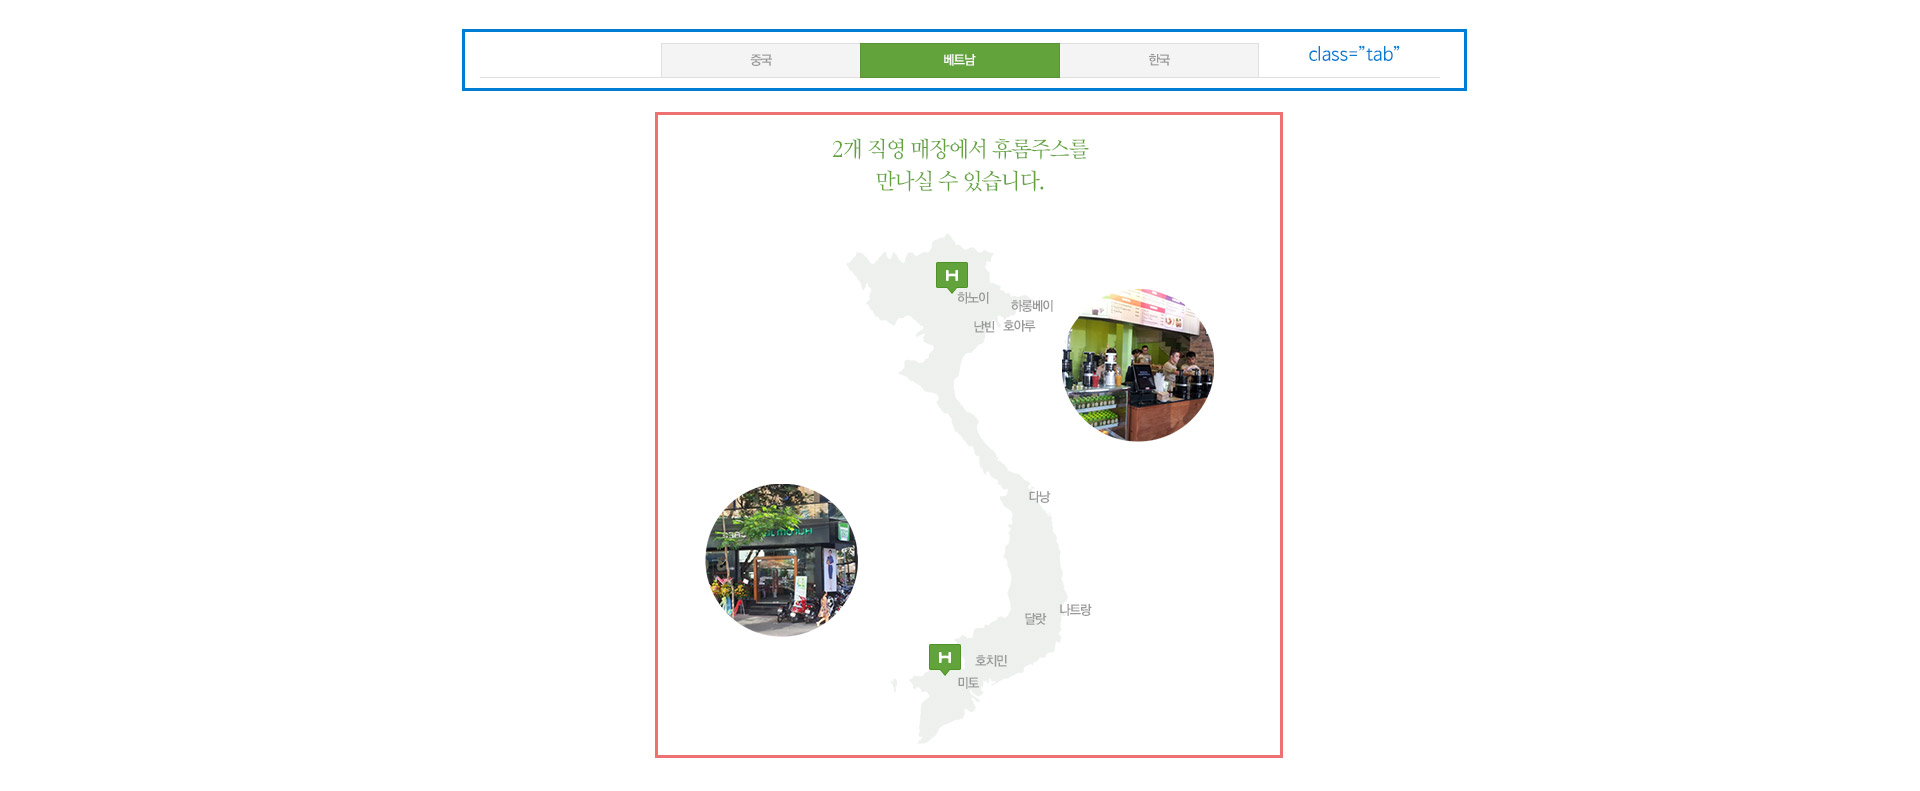 중국
베트남
한국
class="tab"
2개 직영 매장에서 휴롬주스를
만나실 수 있습니다.
H
하노이
하롱베이
난빈
호아루
다낭
나트랑
달랏
H
호치민
미토